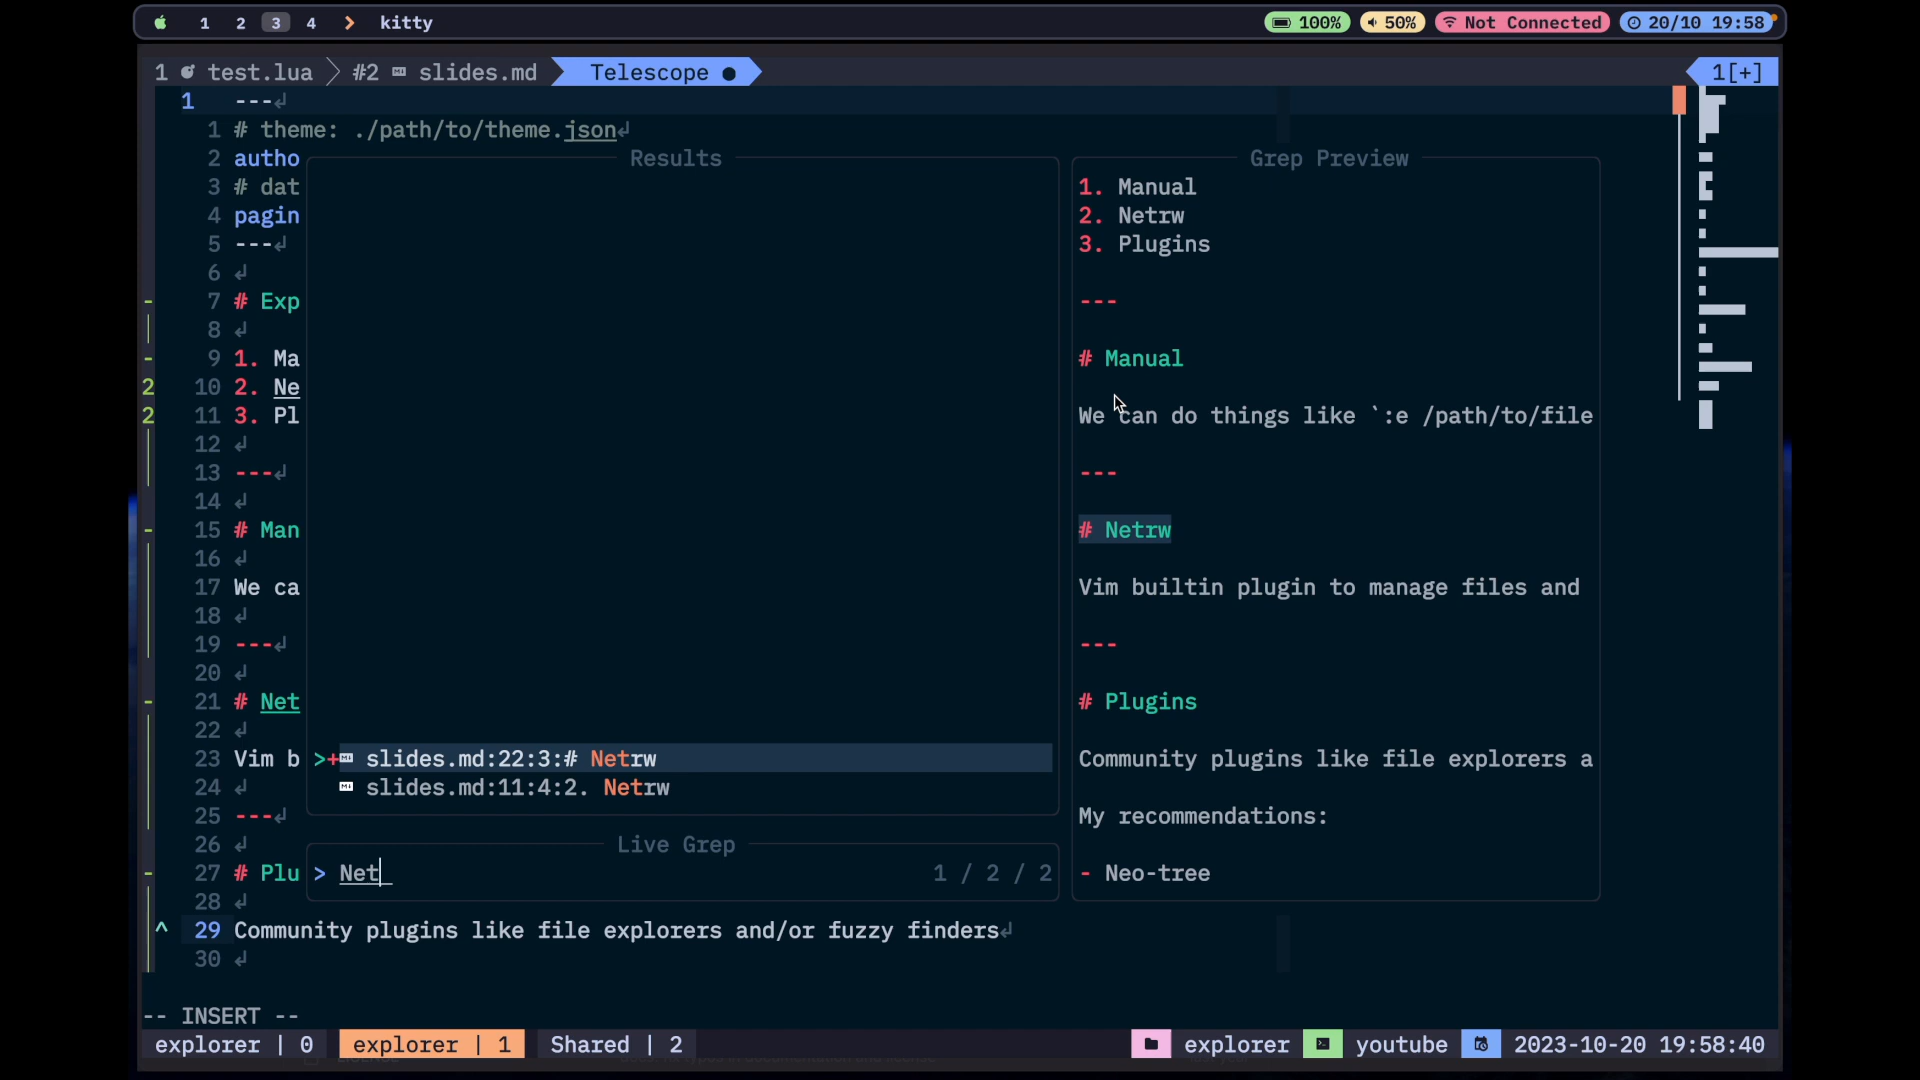 1 2 3 4 kitty 100% 50% Not Connected 20/10 19:58
1 test.lua #2 slides.md Telescope ● 1[+]
1 ---
1 # theme: ./path/to/theme.json
2 autho
3 # dat
4 pagin
5 ---
6
7 # Exp
8
9 1. Ma
2 10 2. Ne
2 11 3. Pl
12
13 ---
14
15 # Man
16
17 We ca
18
19 ---
20
21 # Net
22
23 Vim b
24
25 ---
26
27 # Plu
28
^ 29 Community plugins like file explorers and/or fuzzy finders
30
Results
>+ slides.md:22:3:# Netrw
slides.md:11:4:2. Netrw
Live Grep
> Net 1 / 2 / 2
Grep Preview
1. Manual
2. Netrw
3. Plugins
---
# Manual
We can do things like `:e /path/to/file
---
# Netrw
Vim builtin plugin to manage files and
---
# Plugins
Community plugins like file explorers a
My recommendations:
- Neo-tree
-- INSERT --
explorer | 0 explorer | 1 Shared | 2 explorer youtube 2023-10-20 19:58:40